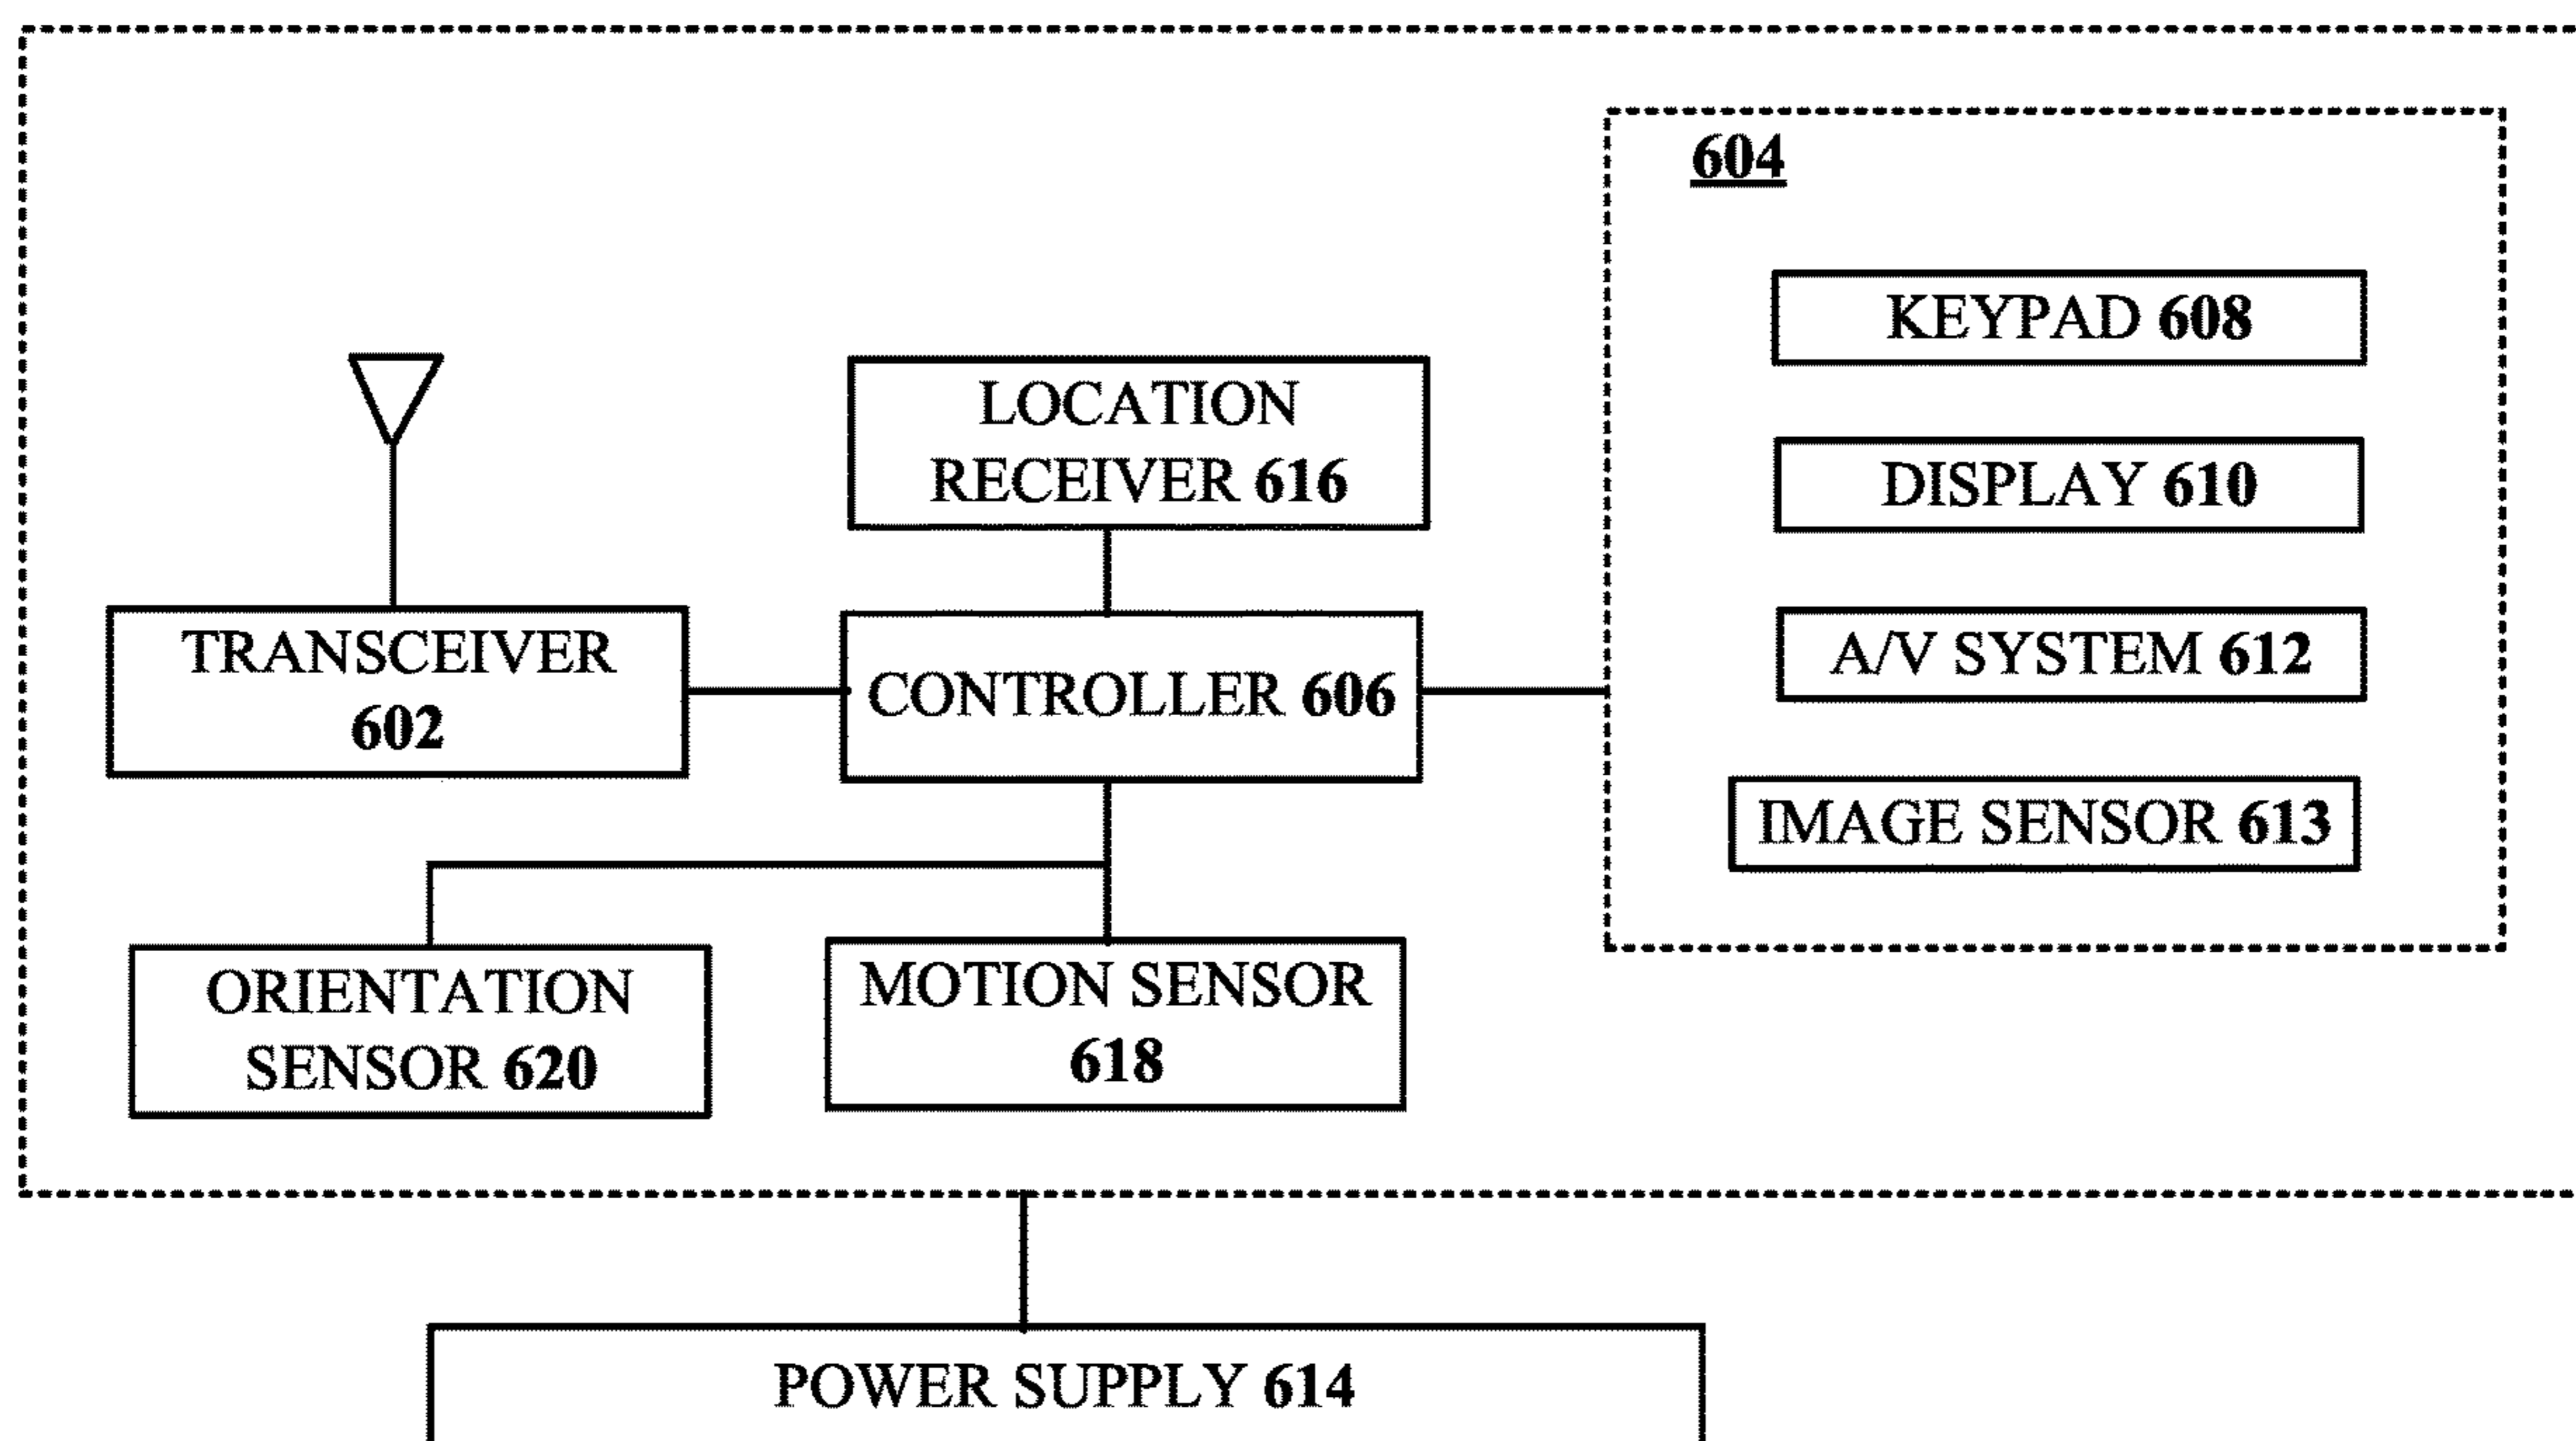 604
KEYPAD 608
LOCATION
RECEIVER 616
DISPLAY 610
TRANSCEIVER
602
CONTROLLER 606
A/V SYSTEM 612
IMAGE SENSOR 613
ORIENTATION
SENSOR 620
MOTION SENSOR
618
POWER SUPPLY 614